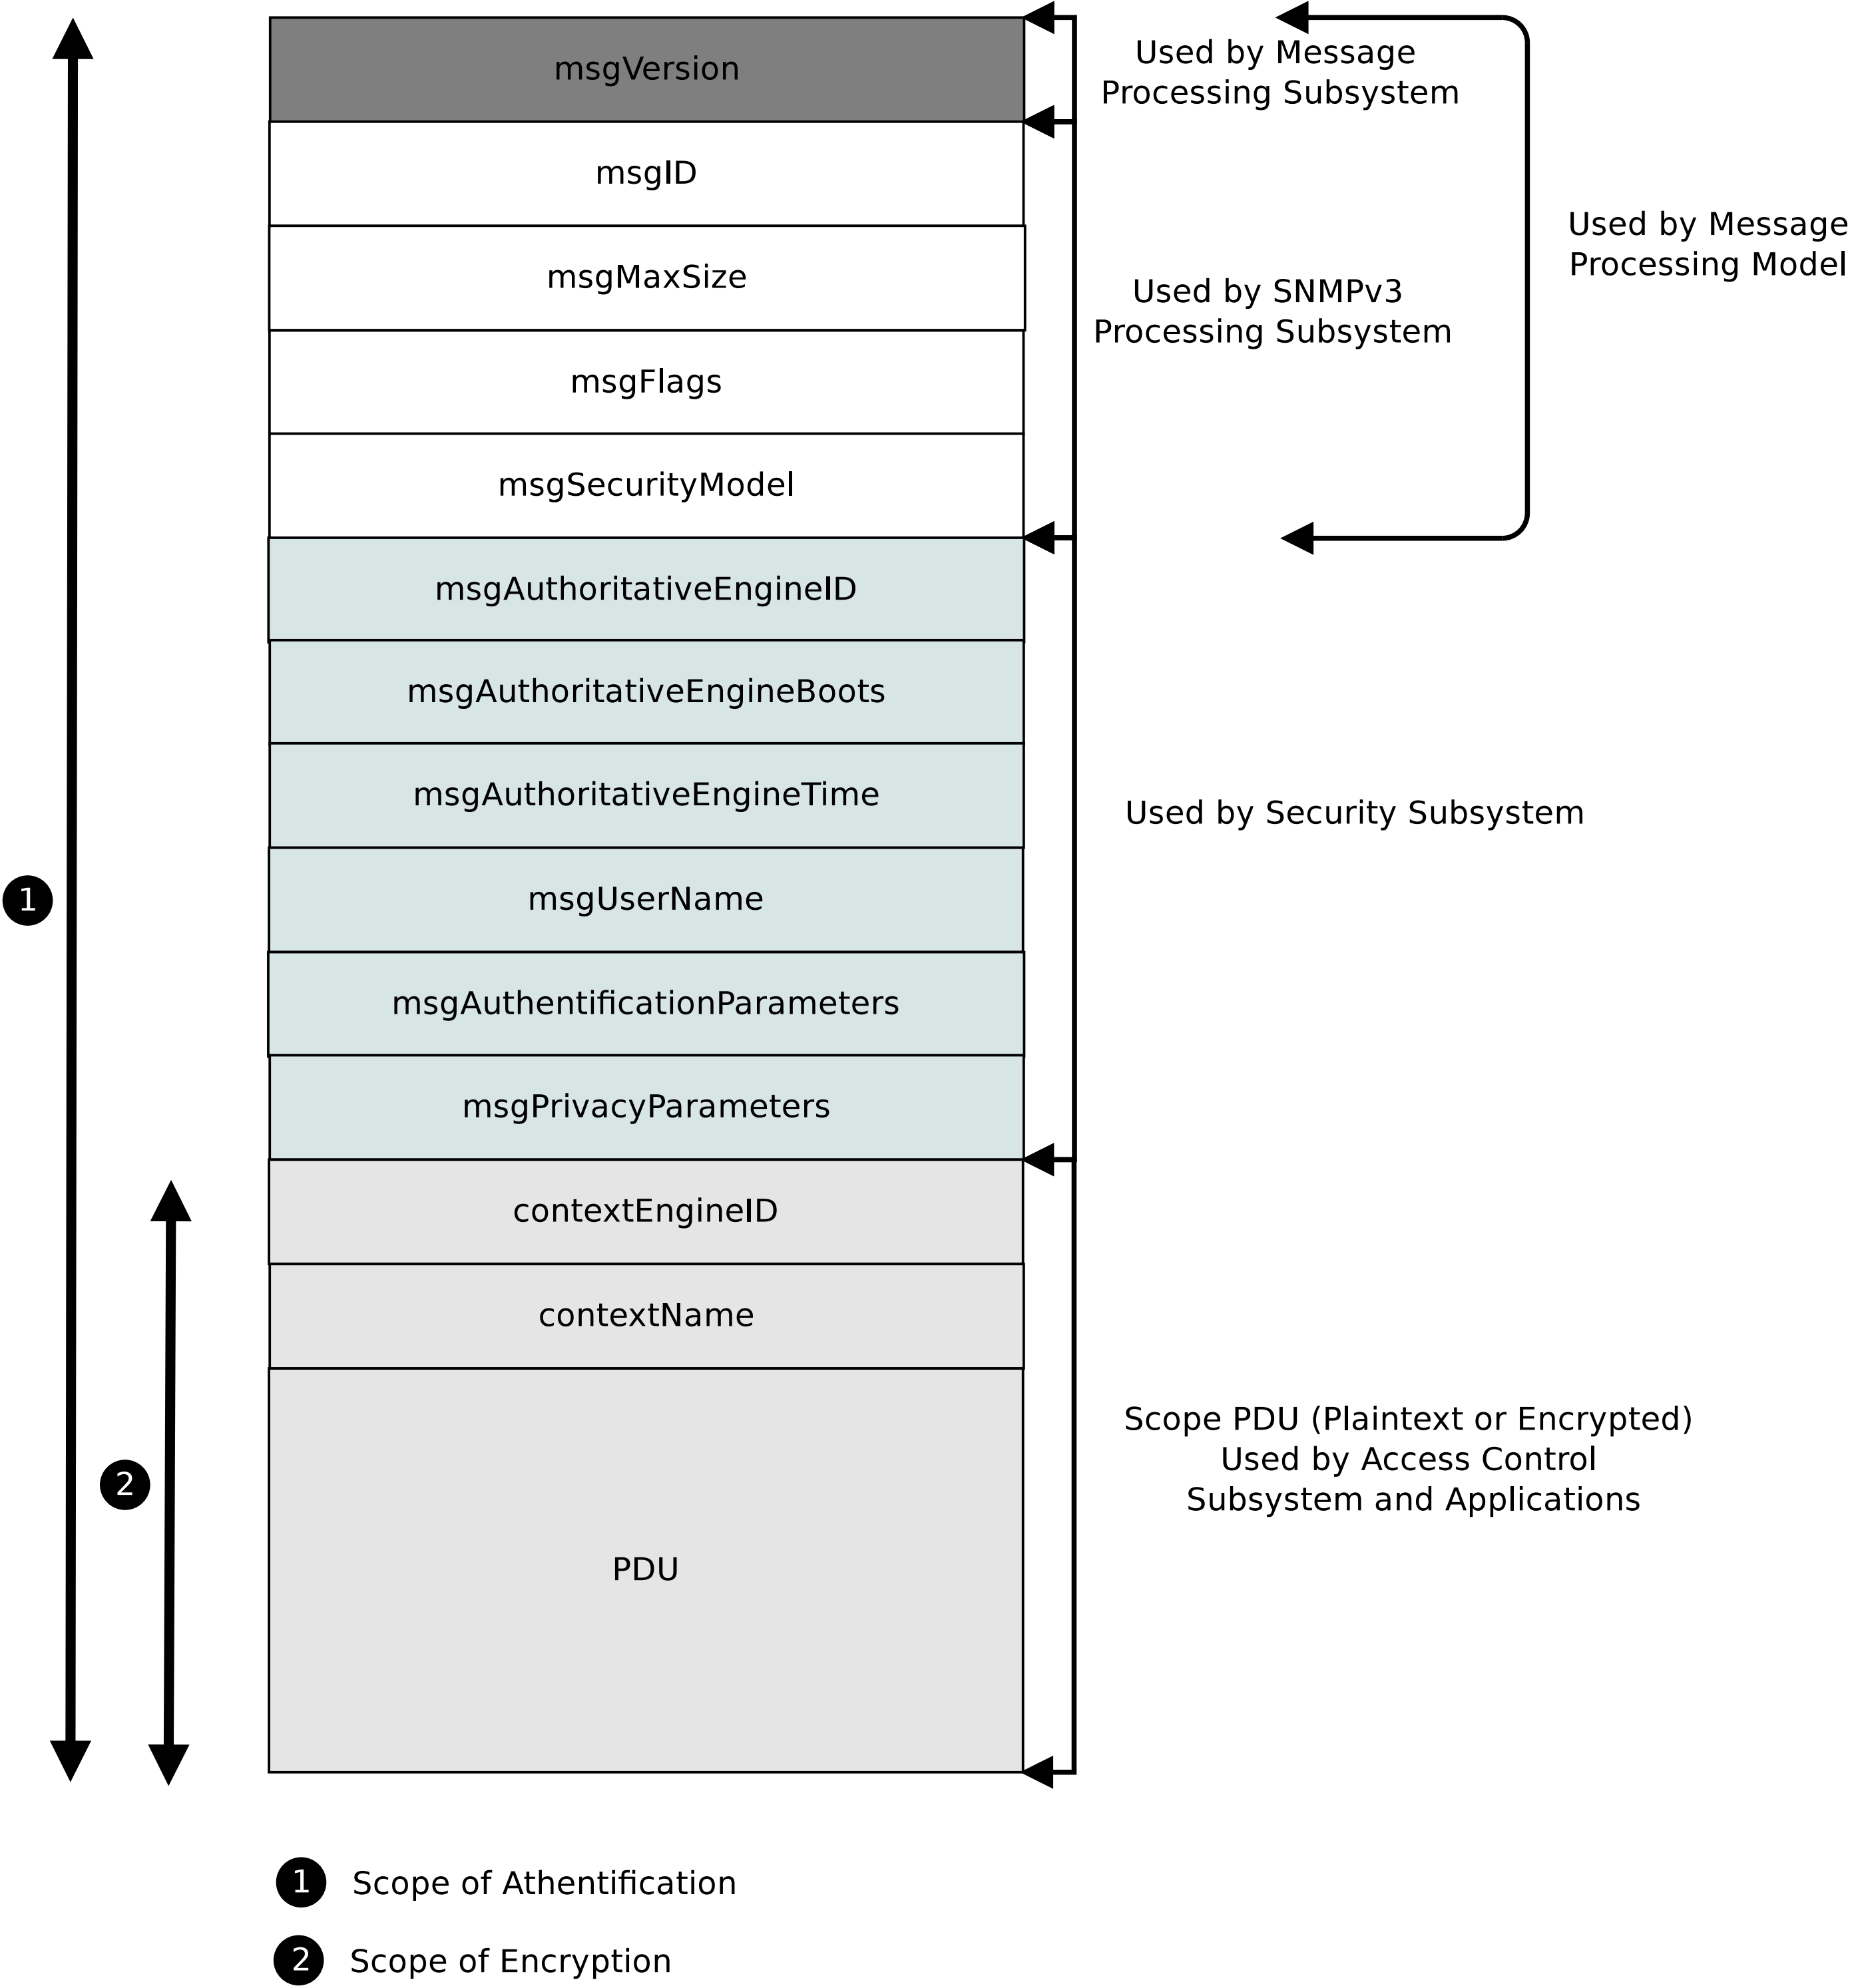 msgVersion
Used by Message
Processing Subsystem
msgID
Used by Message
Processing Model
msgMaxSize
Used by SNMPv3
Processing Subsystem
msgFlags
msgSecurityModel
msgAuthoritativeEngineID
msgAuthoritativeEngineBoots
msgAuthoritativeEngineTime
Used by Security Subsystem
1
msgUserName
msgAuthentificationParameters
msgPrivacyParameters
contextEngineID
contextName
Scope PDU (Plaintext or Encrypted)
Used by Access Control
Subsystem and Applications
2
PDU
1 Scope of Athentification
2 Scope of Encryption